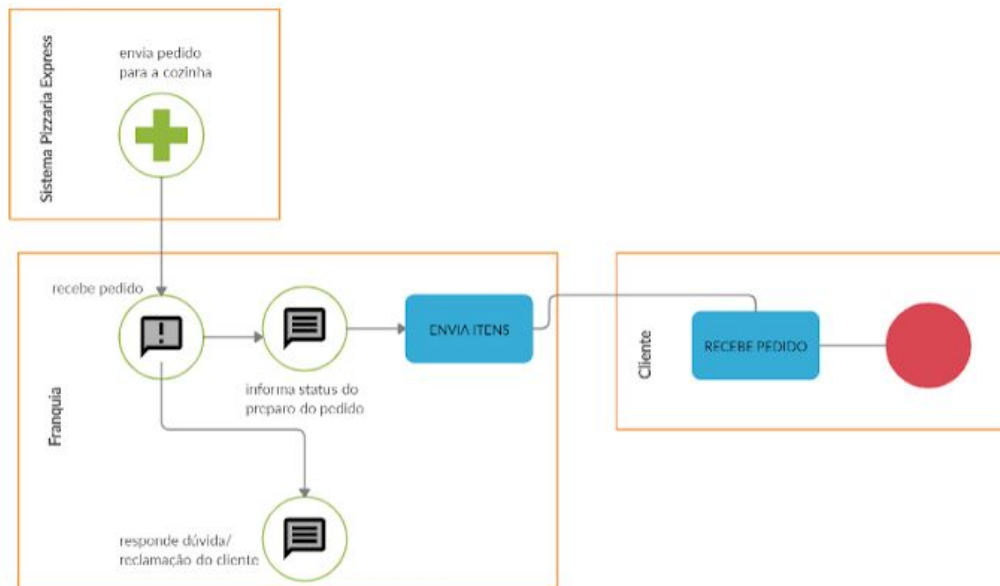 Sistema Pizzaria Express
envia pedido
para a cozinha
Franquia
recebe pedido
informa status do
preparo do pedido
ENVIA ITENS
responde dúvida/
reclamação do cliente
Cliente
RECEBE PEDIDO